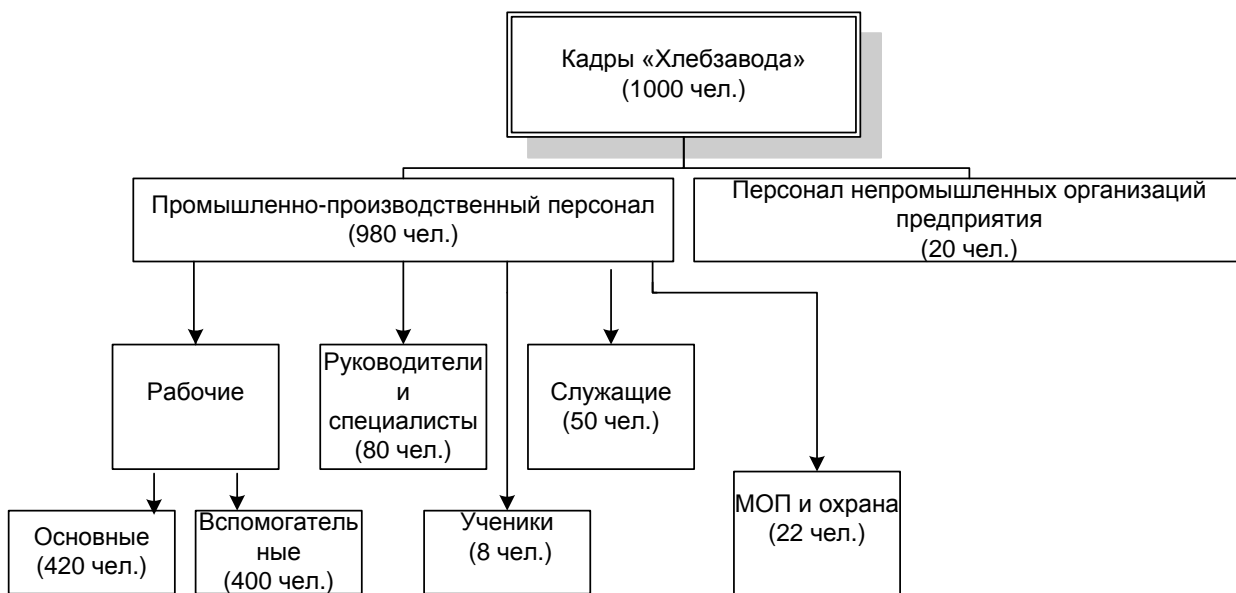 Кадры «Хлебзавода»
(1000 чел.)
Промышленно-производственный персонал
(980 чел.)
Персонал непромышленных организаций
предприятия
(20 чел.)
Рабочие
Руководители
и
специалисты
(80 чел.)
Служащие
(50 чел.)
Основные
(420 чел.)
Вспомогатель
ные
(400 чел.)
Ученики
(8 чел.)
МОП и охрана
(22 чел.)